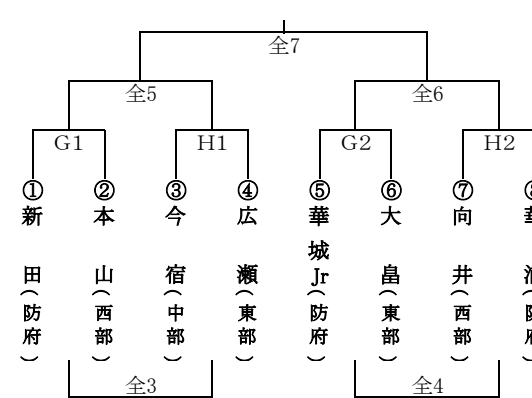 全7
全5
全6
G1
H1
G2
H2
①新田(防府)
②本山(西部)
③今宿(中部)
④広瀬(東部)
⑤華城Jr(防府)
⑥大畠(東部)
⑦向井(西部)
全3
全4